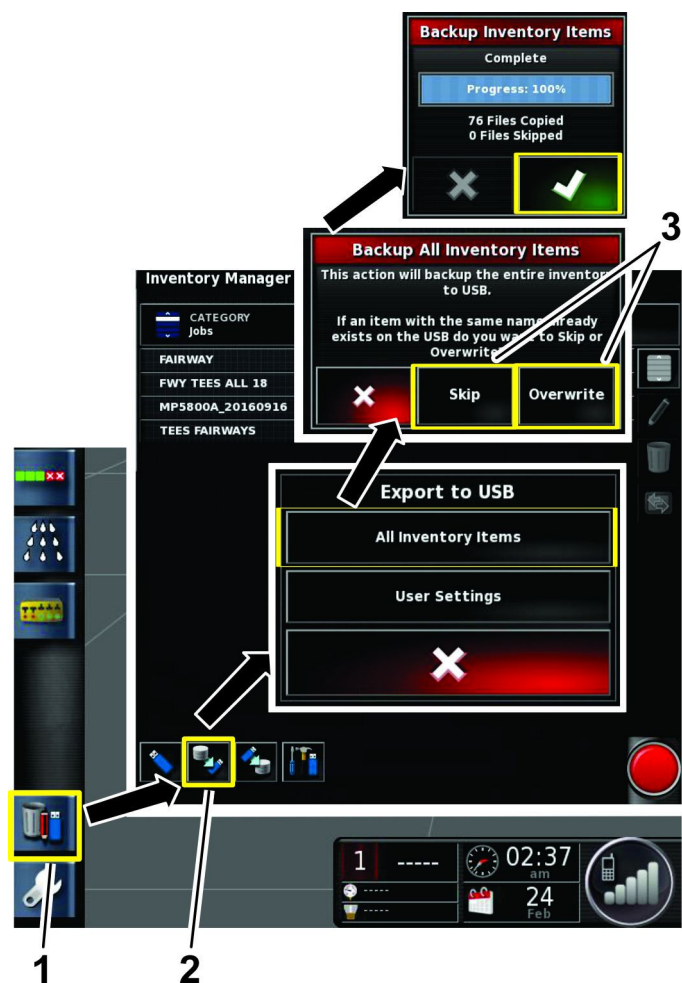 Backup Inventory Items
Complete
Progress: 100%
76 Files Copied
0 Files Skipped
3
Backup All Inventory Items
This action will backup the entire inventory
to USB.
If an item with the same name already
exists on the USB do you want to Skip or
Overwrite
Skip
Overwrite
Inventory Manager
CATEGORY
Jobs
FAIRWAY
FWY TEES ALL 18
MP5800A_20160916
TEES FAIRWAYS
Export to USB
All Inventory Items
User Settings
1
-----
-----
-----
02:37
am
24
Feb
1
2